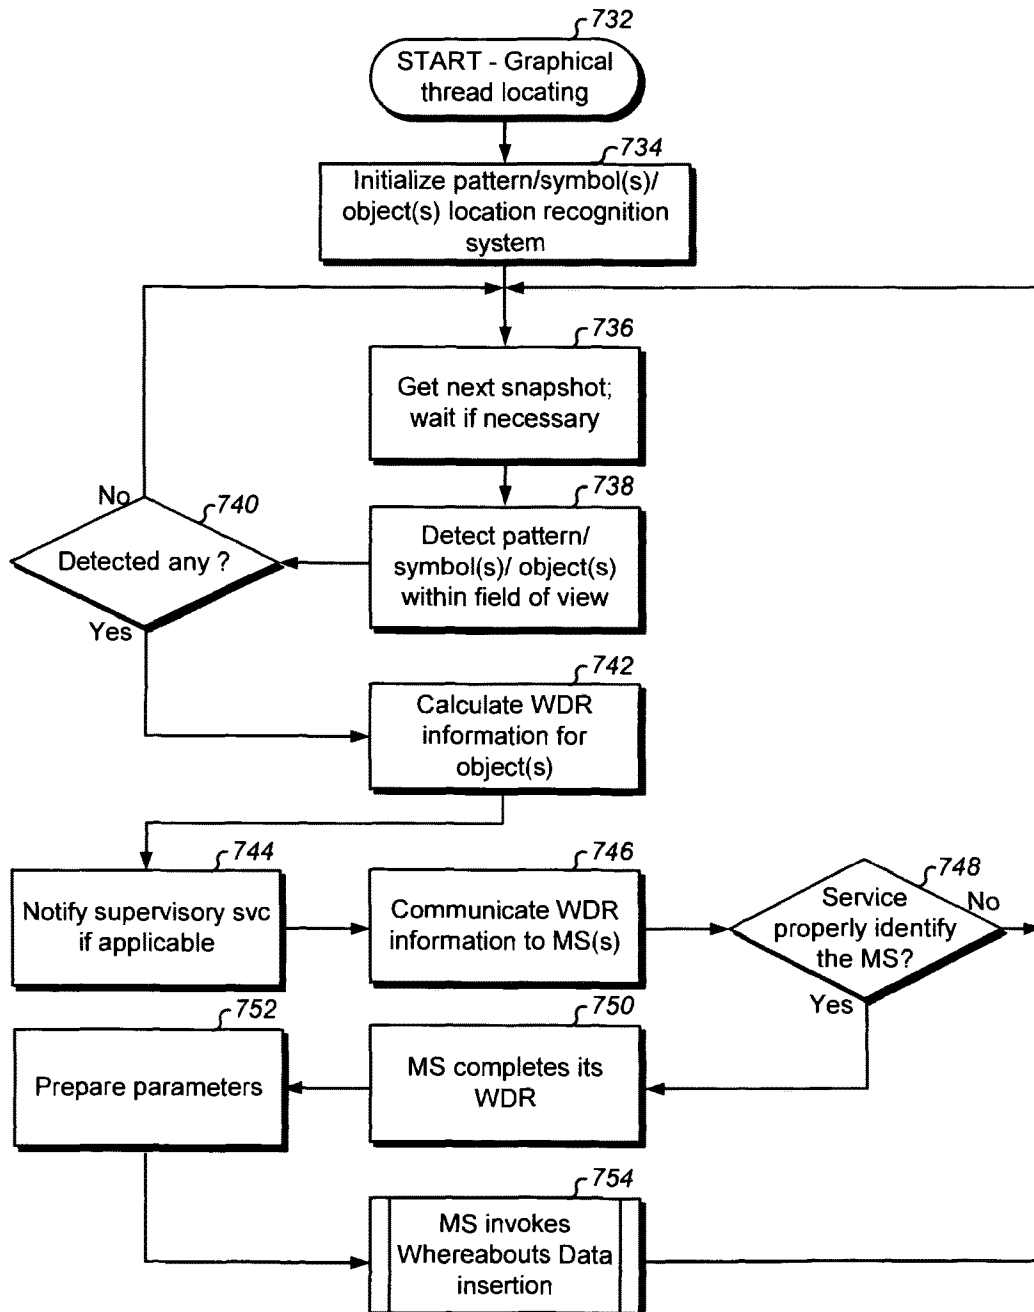 732
START - Graphical
thread locating
734
Initialize pattern/symbol(s)/
object(s) location recognition
system
736
Get next snapshot;
wait if necessary
738
Detect pattern/
symbol(s)/ object(s)
within field of view
No
740
Detected any ?
Yes
742
Calculate WDR
information for
object(s)
744
Notify supervisory svc
if applicable
746
Communicate WDR
information to MS(s)
748
Service
properly identify
the MS?
No
Yes
750
MS completes its
WDR
752
Prepare parameters
754
MS invokes
Whereabouts Data
insertion